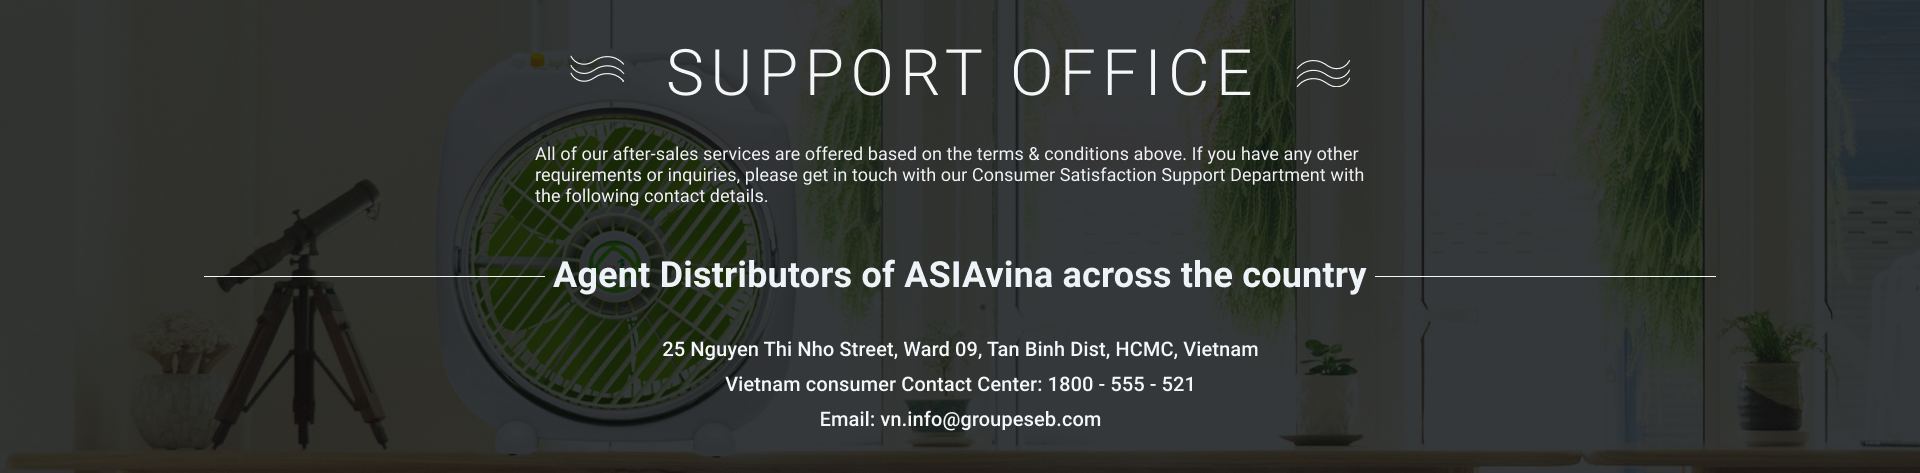 SUPPORT OFFICE
All of our after-sales services are offered based on the terms & conditions above. If you have any other
requirements or inquiries, please get in touch with our Consumer Satisfaction Support Department with
the following contact details.
Agent Distributors of ASIAvina across the country
25 Nguyen Thi Nho Street, Ward 09, Tan Binh Dist, HCMC, Vietnam
Vietnam consumer Contact Center: 1800 - 555 - 521
Email: vn.info@groupeseb.com